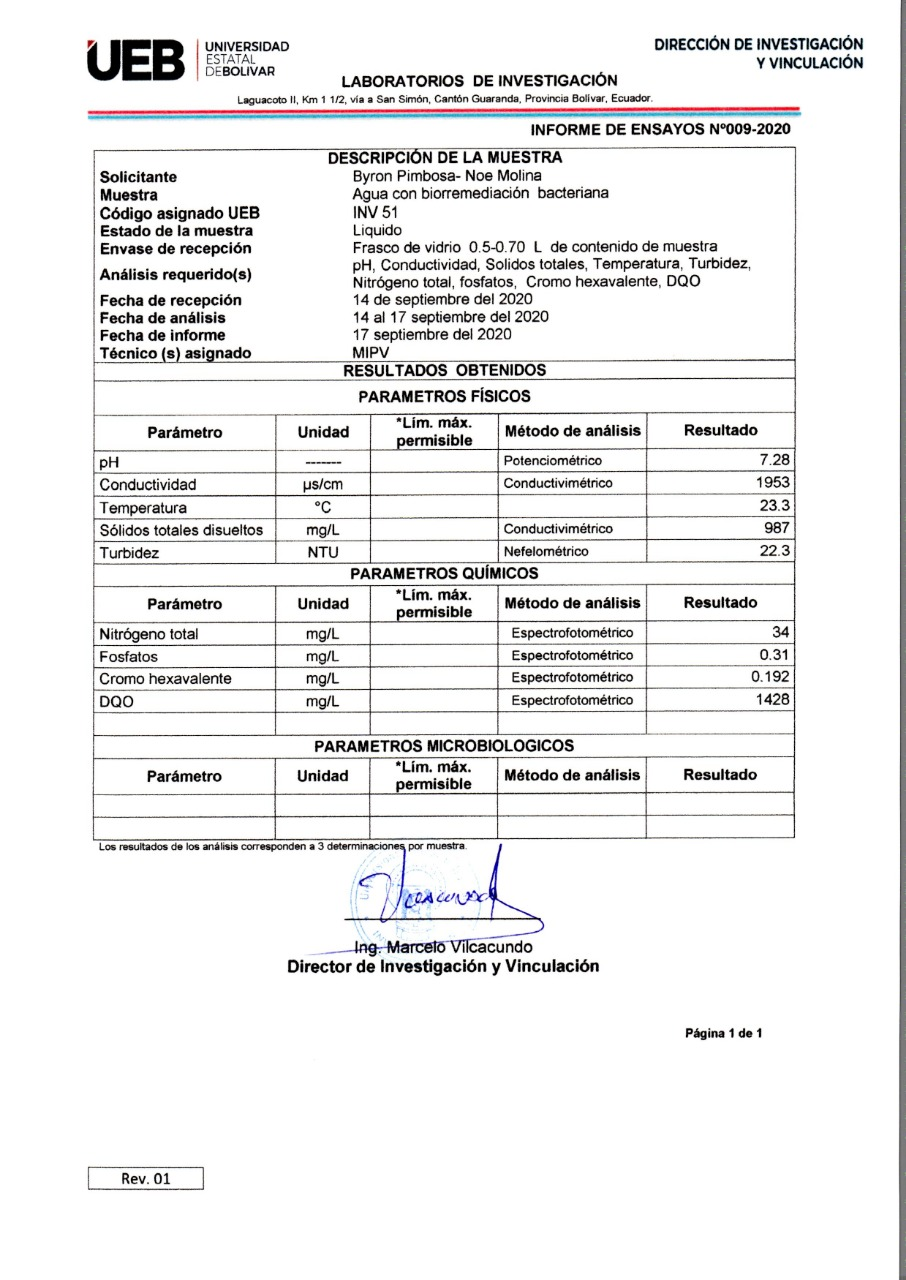 UEB UNIVERSIDAD
ESTATAL
DEBOLIVAR
DIRECCIÓN DE INVESTIGACIÓN
Y VINCULACIÓN
LABORATORIOS DE INVESTIGACIÓN
Laguacoto II, Km 1 1/2, vía a San Simón, Cantón Guaranda, Provincia Bolívar, Ecuador.
INFORME DE ENSAYOS Nº009-2020
DESCRIPCIÓN DE LA MUESTRA
Solicitante Byron Pimbosa- Noe Molina
Muestra Agua con biorremediación bacteriana
Código asignado UEB INV 51
Estado de la muestra Liquido
Envase de recepción Frasco de vidrio 0.5-0.70 L de contenido de muestra
Análisis requerido(s) pH, Conductividad, Solidos totales, Temperatura, Turbidez,
Nitrógeno total, fosfatos, Cromo hexavalente, DQO
Fecha de recepción 14 de septiembre del 2020
Fecha de análisis 14 al 17 septiembre del 2020
Fecha de informe 17 septiembre del 2020
Técnico (s) asignado MIPV
RESULTADOS OBTENIDOS
PARAMETROS FÍSICOS
Parámetro Unidad *Lím. máx. permisible Método de análisis Resultado
pH ------- Potenciométrico 7.28
Conductividad µs/cm Conductivimétrico 1953
Temperatura °C 23.3
Sólidos totales disueltos mg/L Conductivimétrico 987
Turbidez NTU Nefelométrico 22.3
PARAMETROS QUÍMICOS
Parámetro Unidad *Lím. máx. permisible Método de análisis Resultado
Nitrógeno total mg/L Espectrofotométrico 34
Fosfatos mg/L Espectrofotométrico 0.31
Cromo hexavalente mg/L Espectrofotométrico 0.192
DQO mg/L Espectrofotométrico 1428
PARAMETROS MICROBIOLOGICOS
Parámetro Unidad *Lím. máx. permisible Método de análisis Resultado
Los resultados de los análisis corresponden a 3 determinaciones por muestra.
Ing. Marcelo Vilcacundo
Director de Investigación y Vinculación
Página 1 de 1
Rev. 01